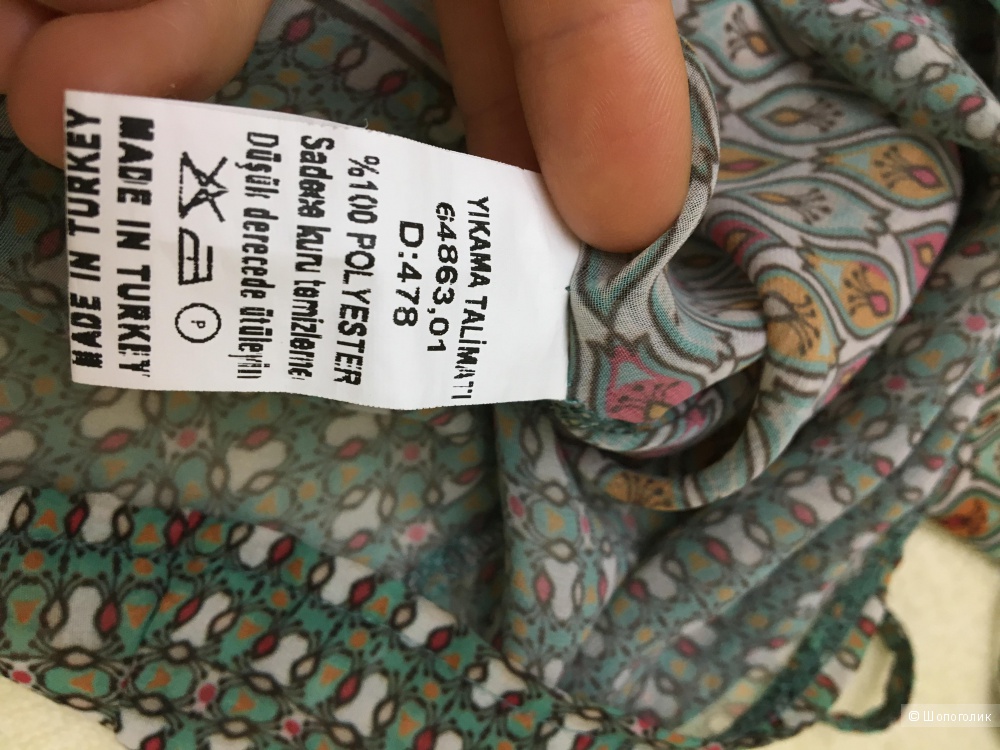 YIKAMA TALİMATI
64863,01
D:478
%100 POLYESTER
Sadece kuru temizleme
Düşük derecede ütüleyin
P
MADE IN TURKEY
MADE IN TURKEY
© Шопоголик